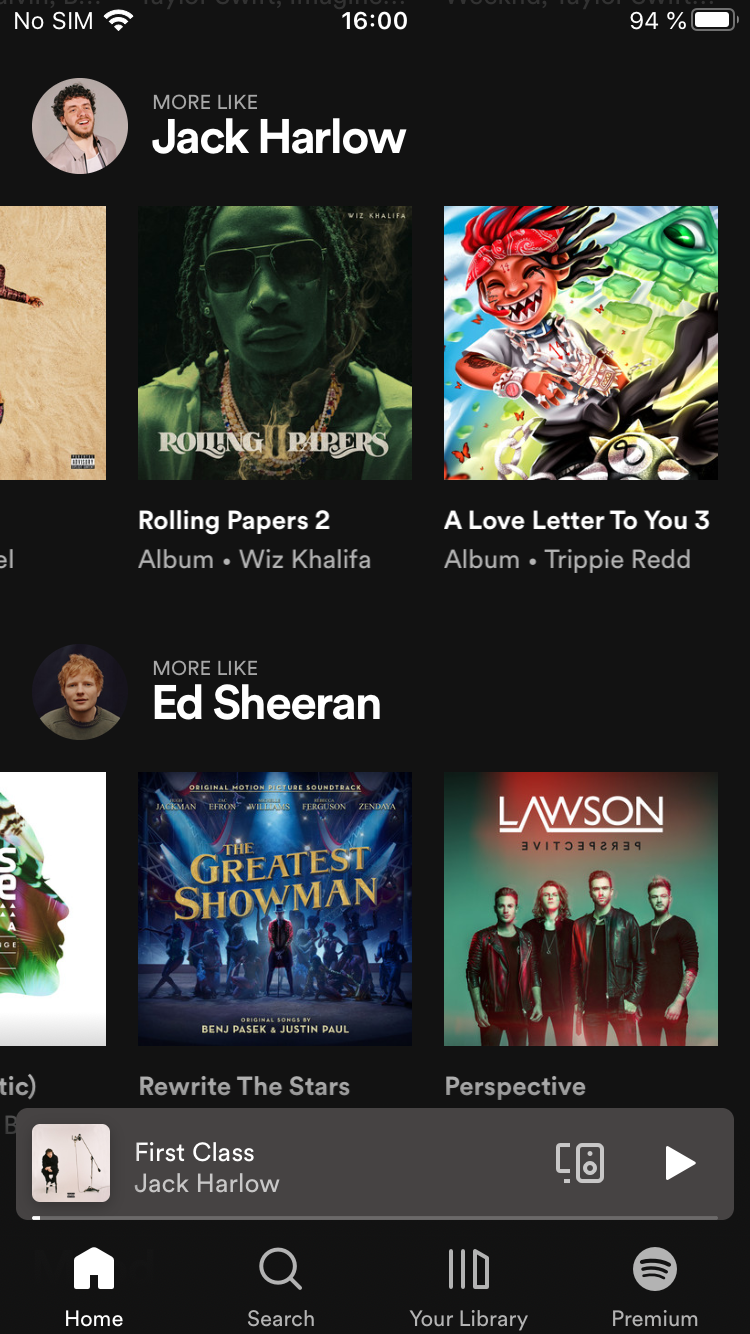 No SIM 16:00 94 %
MORE LIKE
Jack Harlow
WIZ KHALIFA
ROLLING II PAPERS
PARENTAL
ADVISORY
Rolling Papers 2
A Love Letter To You 3
el
Album • Wiz Khalifa
Album • Trippie Redd
MORE LIKE
Ed Sheeran
ORIGINAL MOTION PICTURE SOUNDTRACK
JACKMAN EFRON WILLIAMS FERGUSON ZENDAYA
THE
GREATEST
SHOWMAN
ORIGINAL SONGS BY
BENJ PASEK & JUSTIN PAUL
LAWSON
PERSPECTIVE
tic)
Rewrite The Stars
Perspective
B
First Class
Jack Harlow
Home
Search
Your Library
Premium